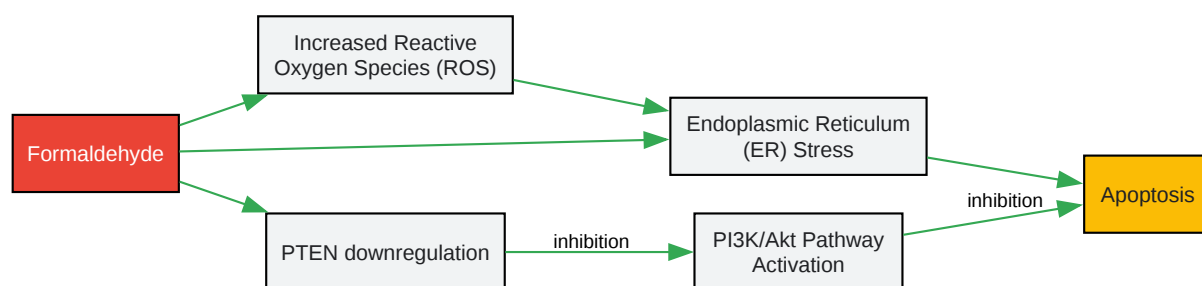 Increased Reactive
Oxygen Species (ROS)
Formaldehyde
Endoplasmic Reticulum
(ER) Stress
Apoptosis
inhibition
PTEN downregulation
inhibition
PI3K/Akt Pathway
Activation